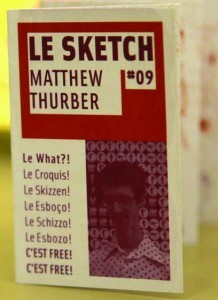 LE SKETCH
MATTHEW
THURBER
#09
Le What?!
Le Croquis!
Le Skizzen!
Le Esboço!
Le Schizzo!
Le Esbozo!
C'EST FREE!
C'EST FREE!